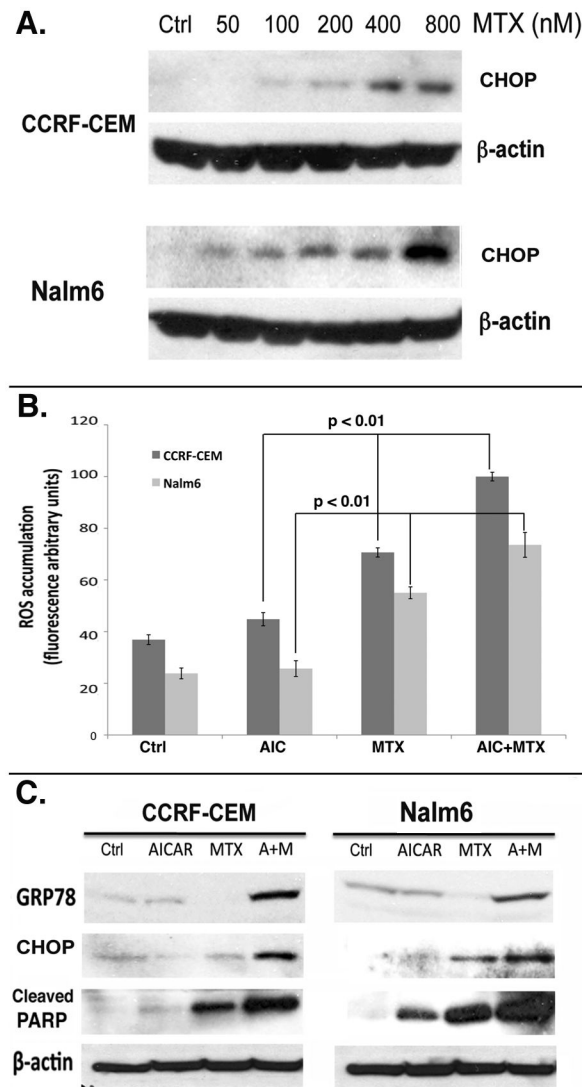 A.
Ctrl 50 100 200 400 800 MTX (nM)
CHOP
CCRF-CEM
β-actin
CHOP
Nalm6
β-actin
B.
120
100
80
60
40
20
0
ROS accumulation
(fluorescence arbitrary units)
CCRF-CEM
Nalm6
p < 0.01
p < 0.01
Ctrl AIC MTX AIC+MTX
C.
CCRF-CEM Nalm6
Ctrl AICAR MTX A+M Ctrl AICAR MTX A+M
GRP78
CHOP
Cleaved
PARP
β-actin